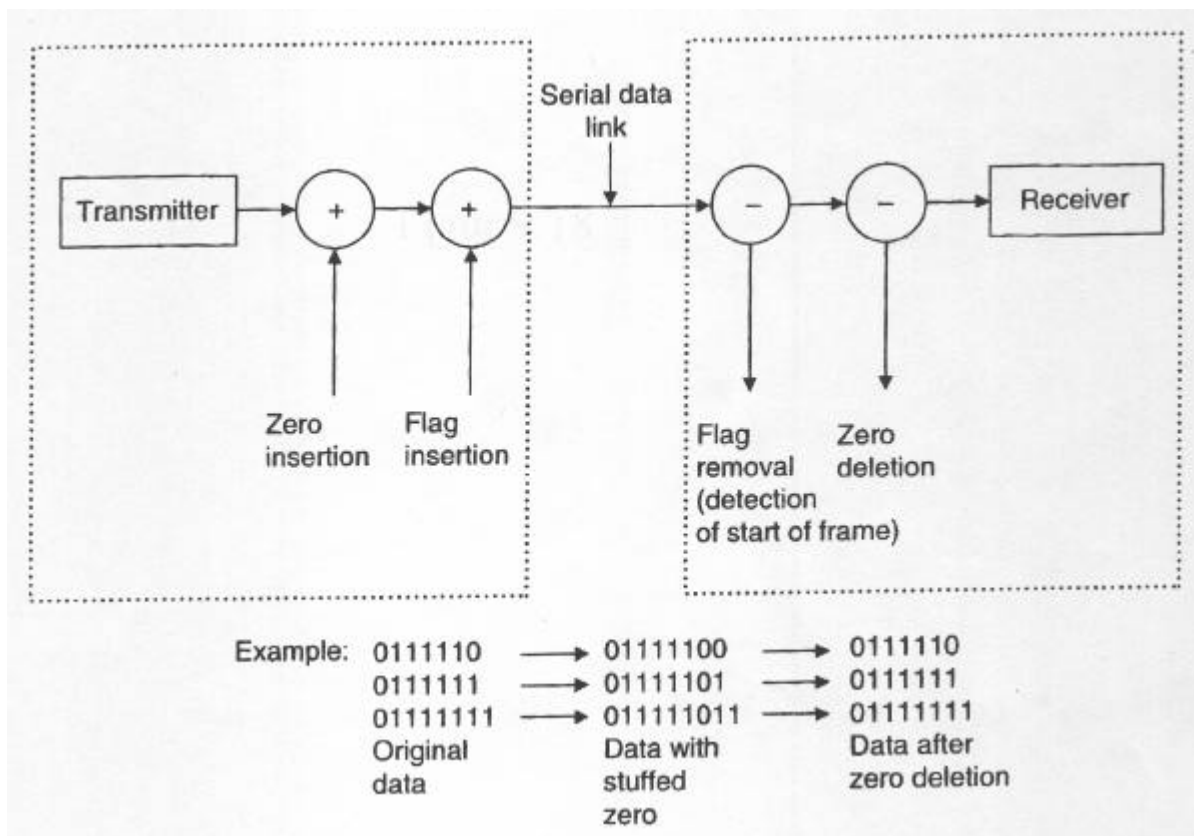 Serial data
link
Transmitter
+
+
−
−
Receiver
Zero
insertion
Flag
insertion
Flag
removal
(detection
of start of frame)
Zero
deletion
Example: 0111110 → 01111100 → 0111110
0111111 → 01111101 → 0111111
01111111 → 011111011 → 01111111
Original
data
Data with
stuffed
zero
Data after
zero deletion